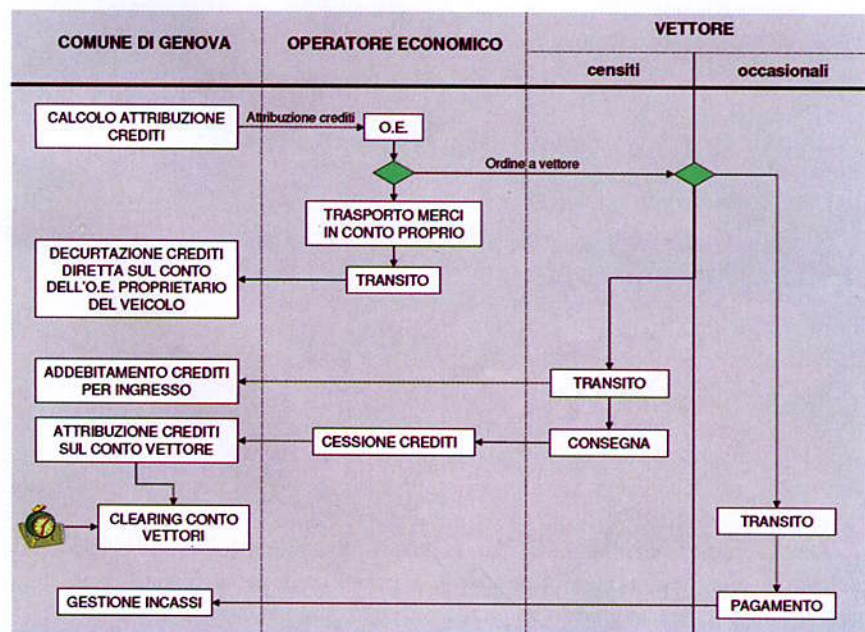 COMUNE DI GENOVA
OPERATORE ECONOMICO
VETTORE
censiti
occasionali
CALCOLO ATTRIBUZIONE
CREDITI
Attribuzione crediti
O.E.
Ordine a vettore
TRASPORTO MERCI
IN CONTO PROPRIO
DECURTAZIONE CREDITI
DIRETTA SUL CONTO
DELL'O.E. PROPRIETARIO
DEL VEICOLO
TRANSITO
ADDEBITAMENTO CREDITI
PER INGRESSO
TRANSITO
ATTRIBUZIONE CREDITI
SUL CONTO VETTORE
CESSIONE CREDITI
CONSEGNA
CLEARING CONTO
VETTORI
TRANSITO
GESTIONE INCASSI
PAGAMENTO